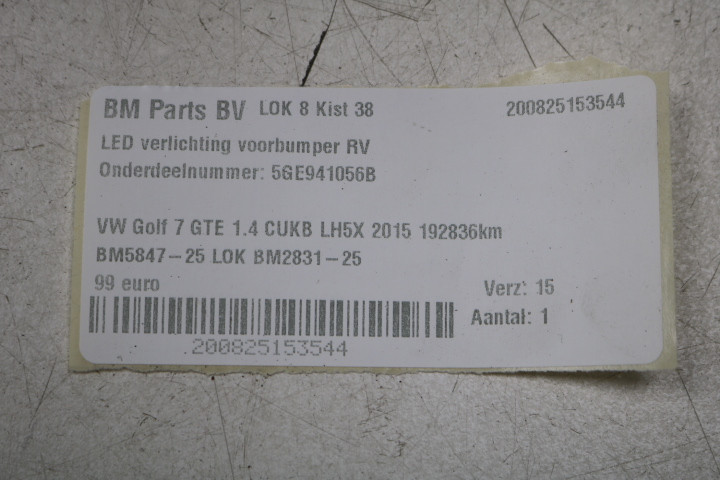 BM Parts BV LOK 8 Kist 38 200825153544
LED verlichting voorbumper RV
Onderdeelnummer: 5GE941056B
VW Golf 7 GTE 1.4 CUKB LH5X 2015 192836km
BM5847-25 LOK BM2831-25
99 euro Verz: 15
Aantal: 1
200825153544